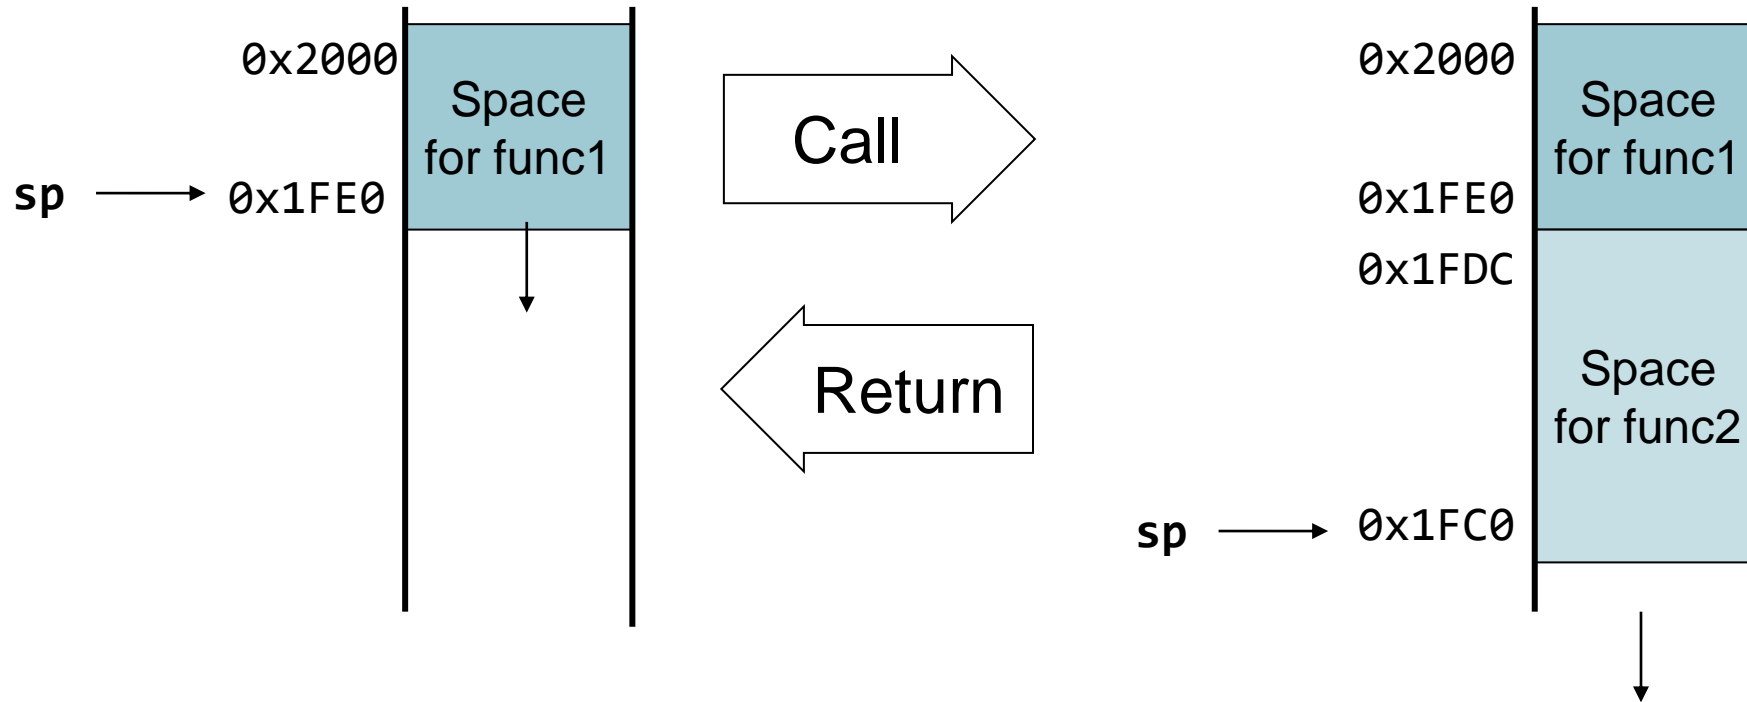 0x2000
Space
for func1
sp
0x1FE0
Call
Return
0x2000
Space
for func1
0x1FE0
0x1FDC
Space
for func2
sp
0x1FC0